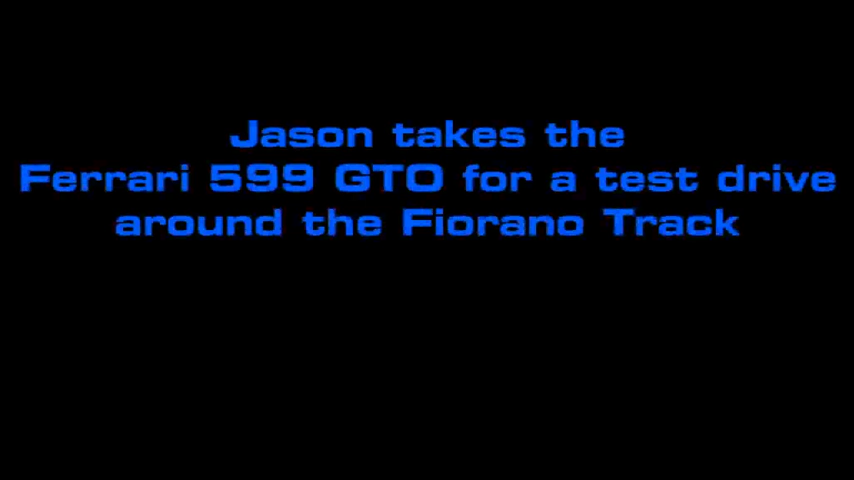 Jason takes the
Ferrari 599 GTO for a test drive
around the Fiorano Track